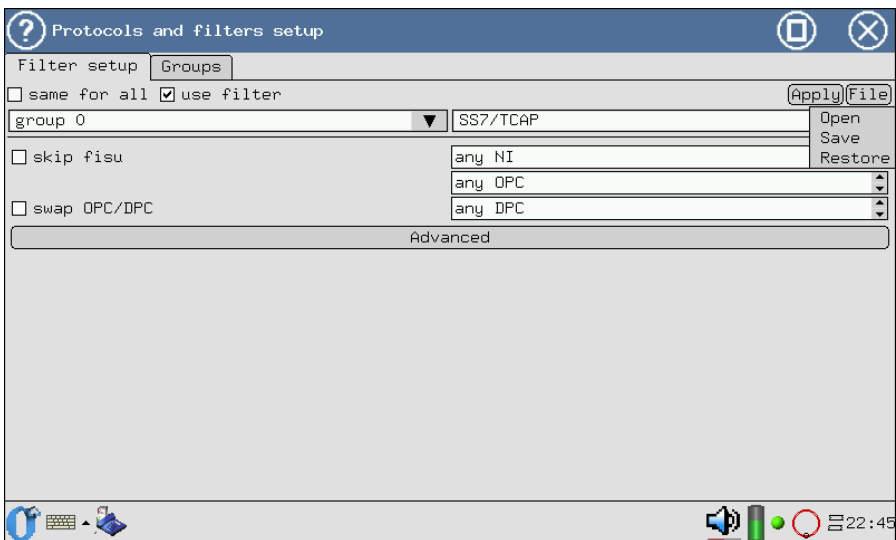 Protocols and filters setup
Filter setup Groups
same for all use filter Apply File
group 0 SS7/TCAP Open
Save
skip fisu any NI Restore
any OPC
swap OPC/DPC any DPC
Advanced
22:45